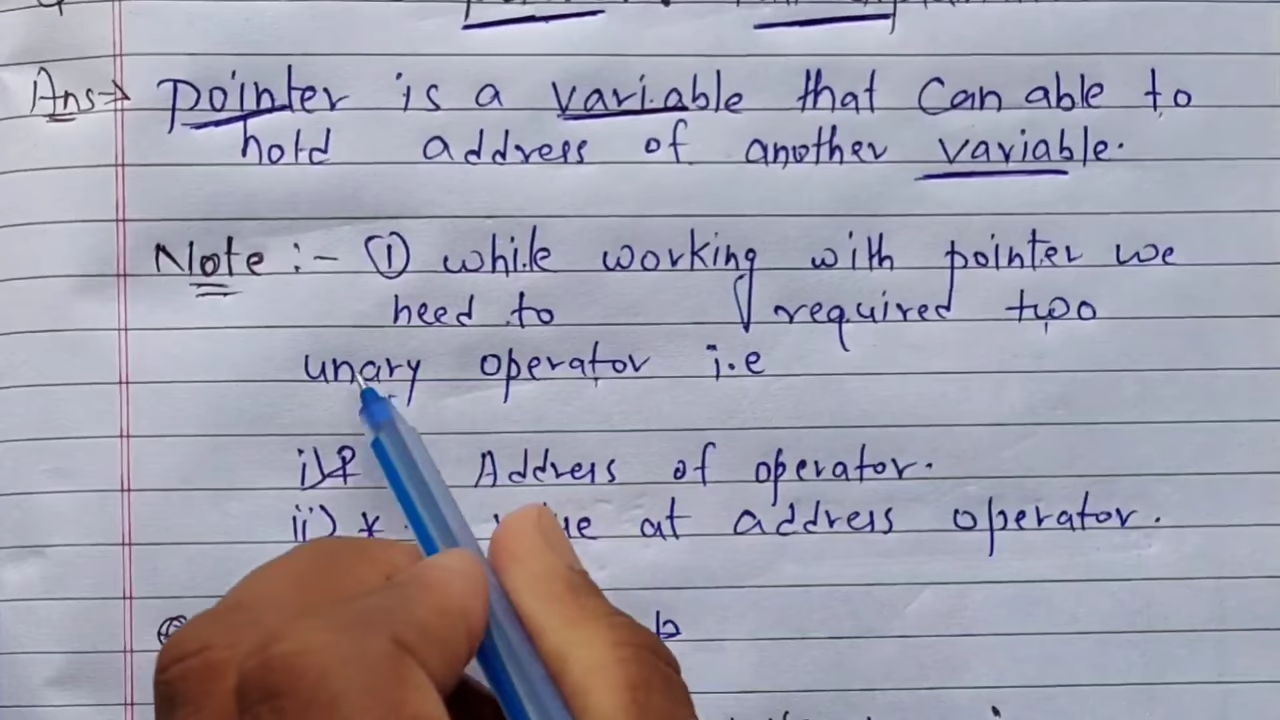 Ans→ pointer is a variable that can able to
hold address of another variable.
Note :- ① while working with pointer we
need to required two
unary operator i.e
i) & Address of operator.
ii) * at address operator.
b